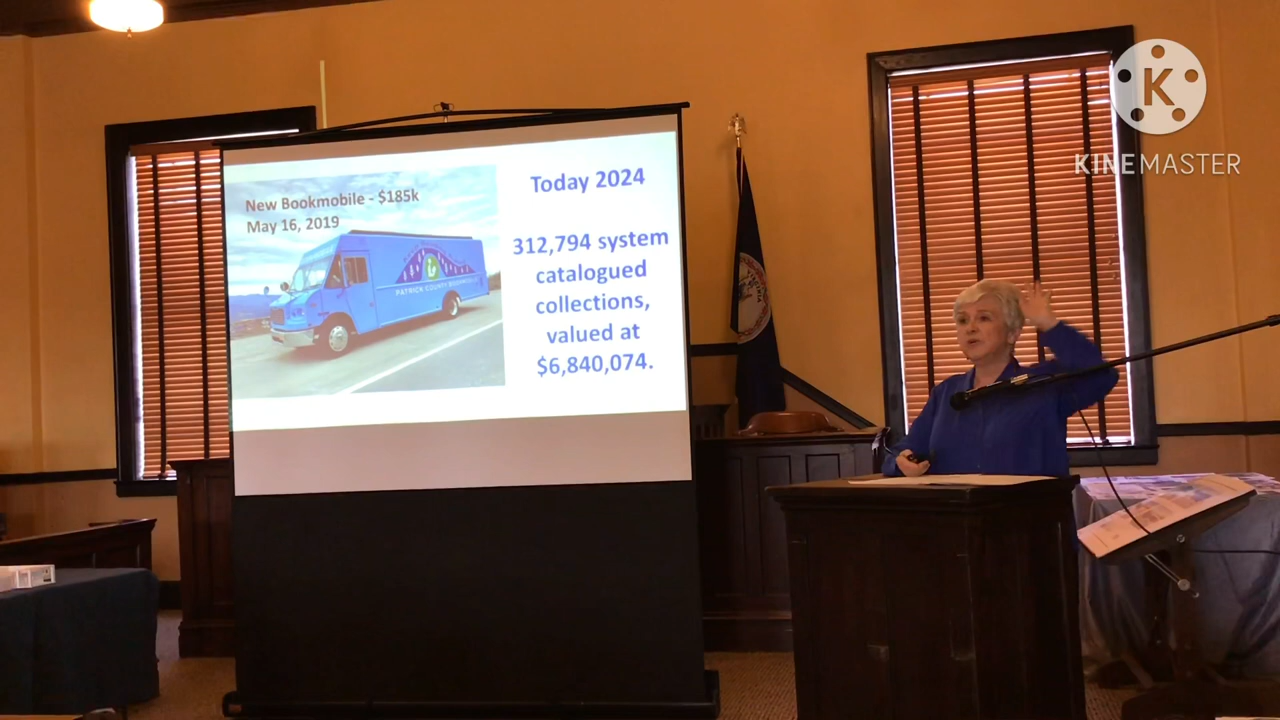 New Bookmobile - $185k
May 16, 2019
PATRICK COUNTY BOOKMOBILE
Today 2024
312,794 system
catalogued
collections,
valued at
$6,840,074.
VIRGINIA
K
KINEMASTER